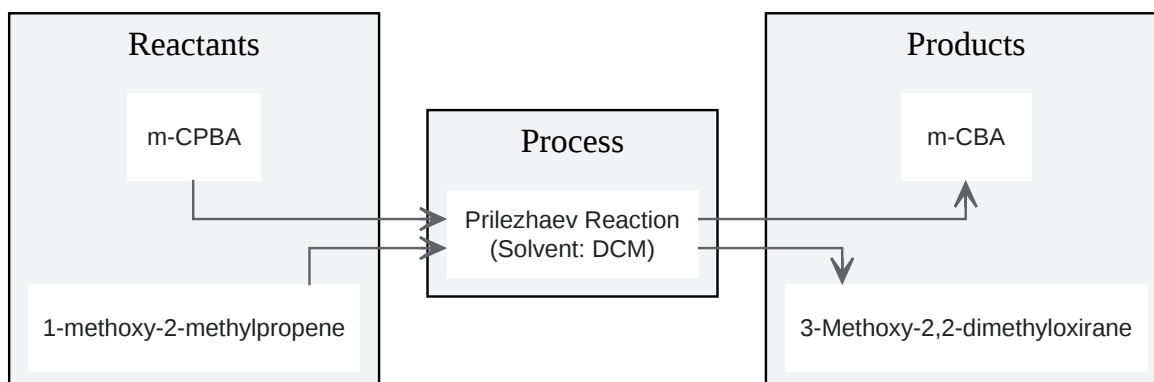 Reactants
m-CPBA
1-methoxy-2-methylpropene
Process
Prilezhaev Reaction
(Solvent: DCM)
Products
m-CBA
3-Methoxy-2,2-dimethyloxirane